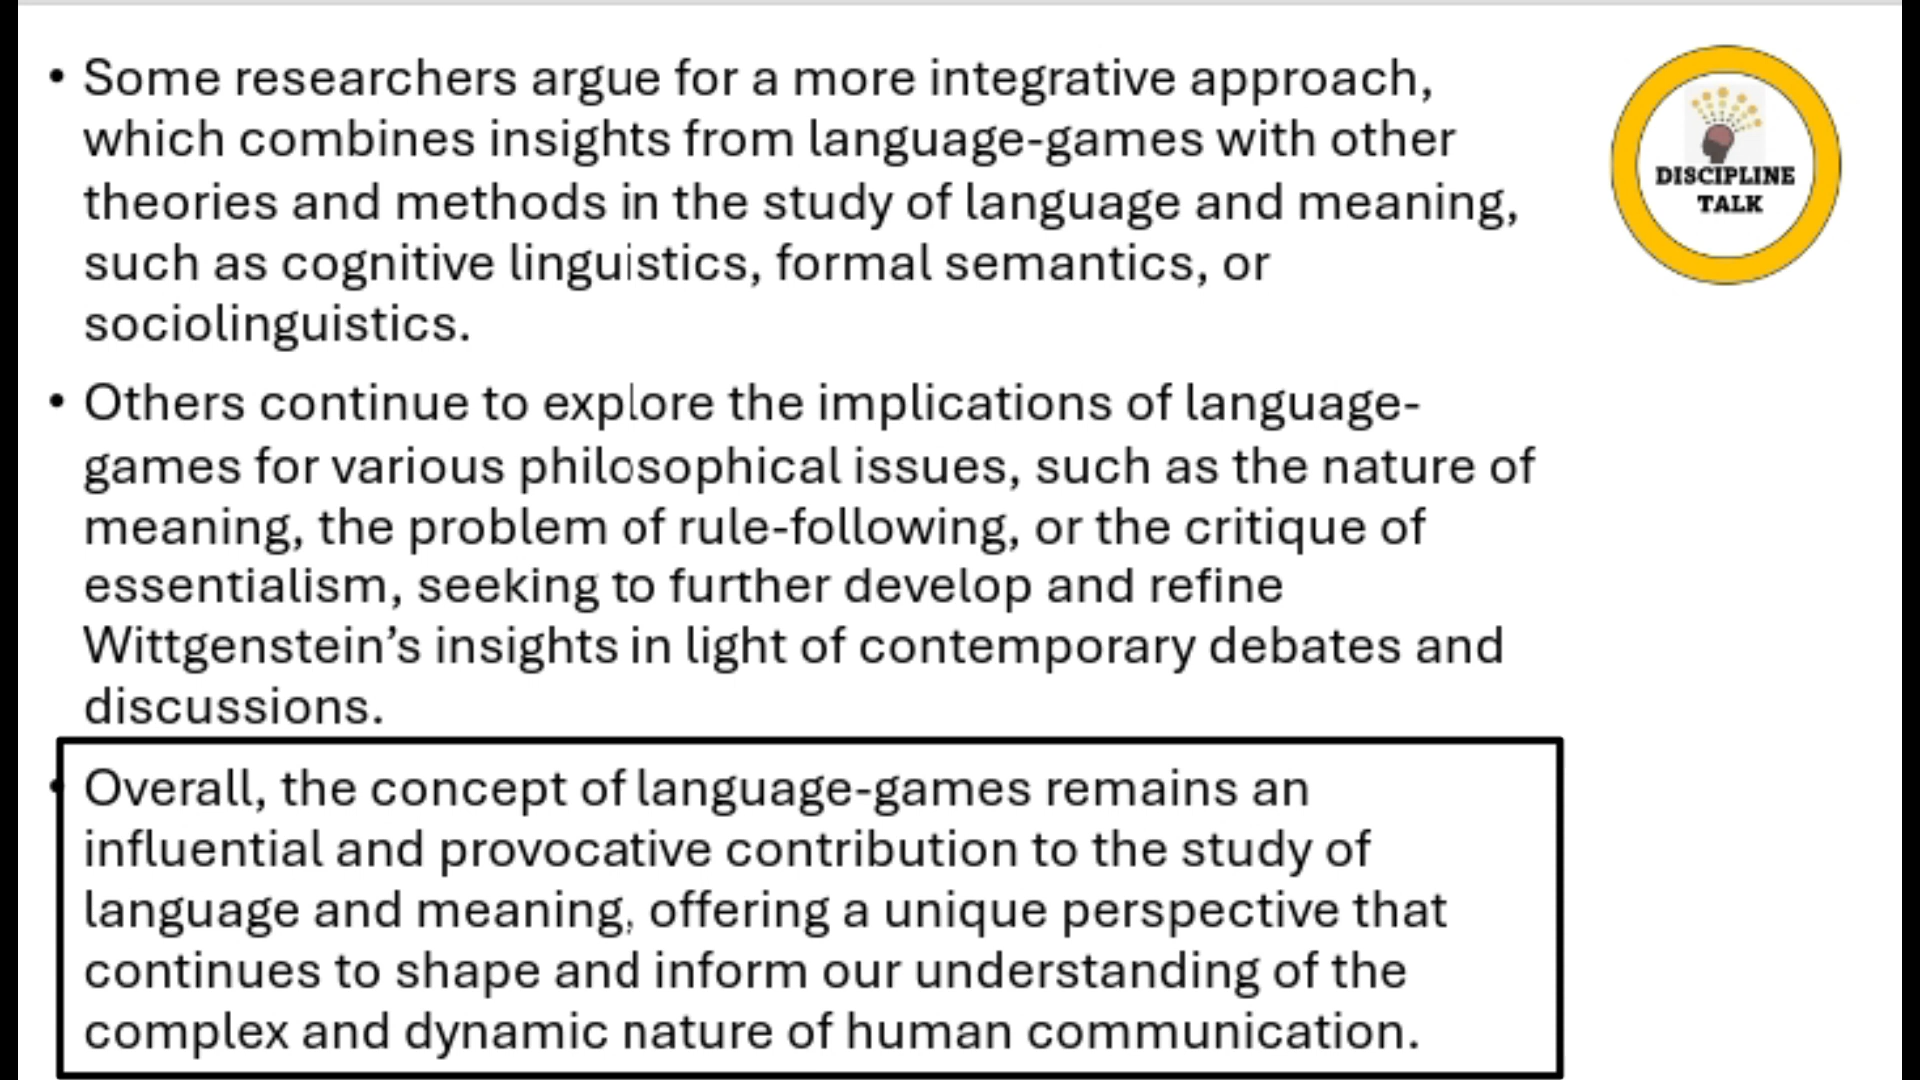 • Some researchers argue for a more integrative approach,
which combines insights from language-games with other
theories and methods in the study of language and meaning,
such as cognitive linguistics, formal semantics, or
sociolinguistics.
• Others continue to explore the implications of language-
games for various philosophical issues, such as the nature of
meaning, the problem of rule-following, or the critique of
essentialism, seeking to further develop and refine
Wittgenstein’s insights in light of contemporary debates and
discussions.
• Overall, the concept of language-games remains an
influential and provocative contribution to the study of
language and meaning, offering a unique perspective that
continues to shape and inform our understanding of the
complex and dynamic nature of human communication.
DISCIPLINE
TALK